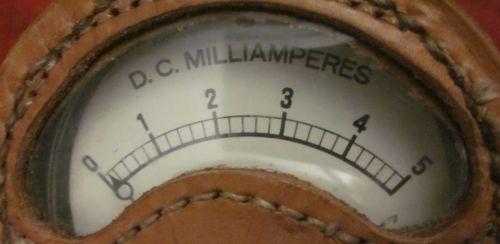 D.C. MILLIAMPERES
0 1 2 3 4 5